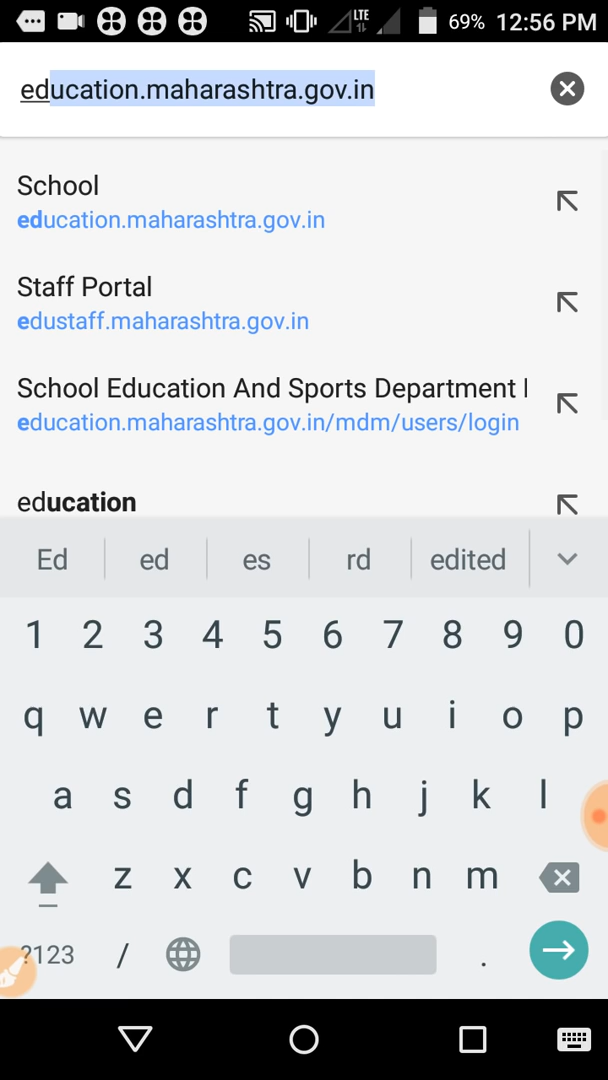 LTE 69% 12:56 PM
education.maharashtra.gov.in
School
education.maharashtra.gov.in
Staff Portal
edustaff.maharashtra.gov.in
School Education And Sports Department
education.maharashtra.gov.in/mdm/users/login
education
Ed ed es rd edited
1 2 3 4 5 6 7 8 9 0
q w e r t y u i o p
a s d f g h j k l
z x c v b n m
?123 / .